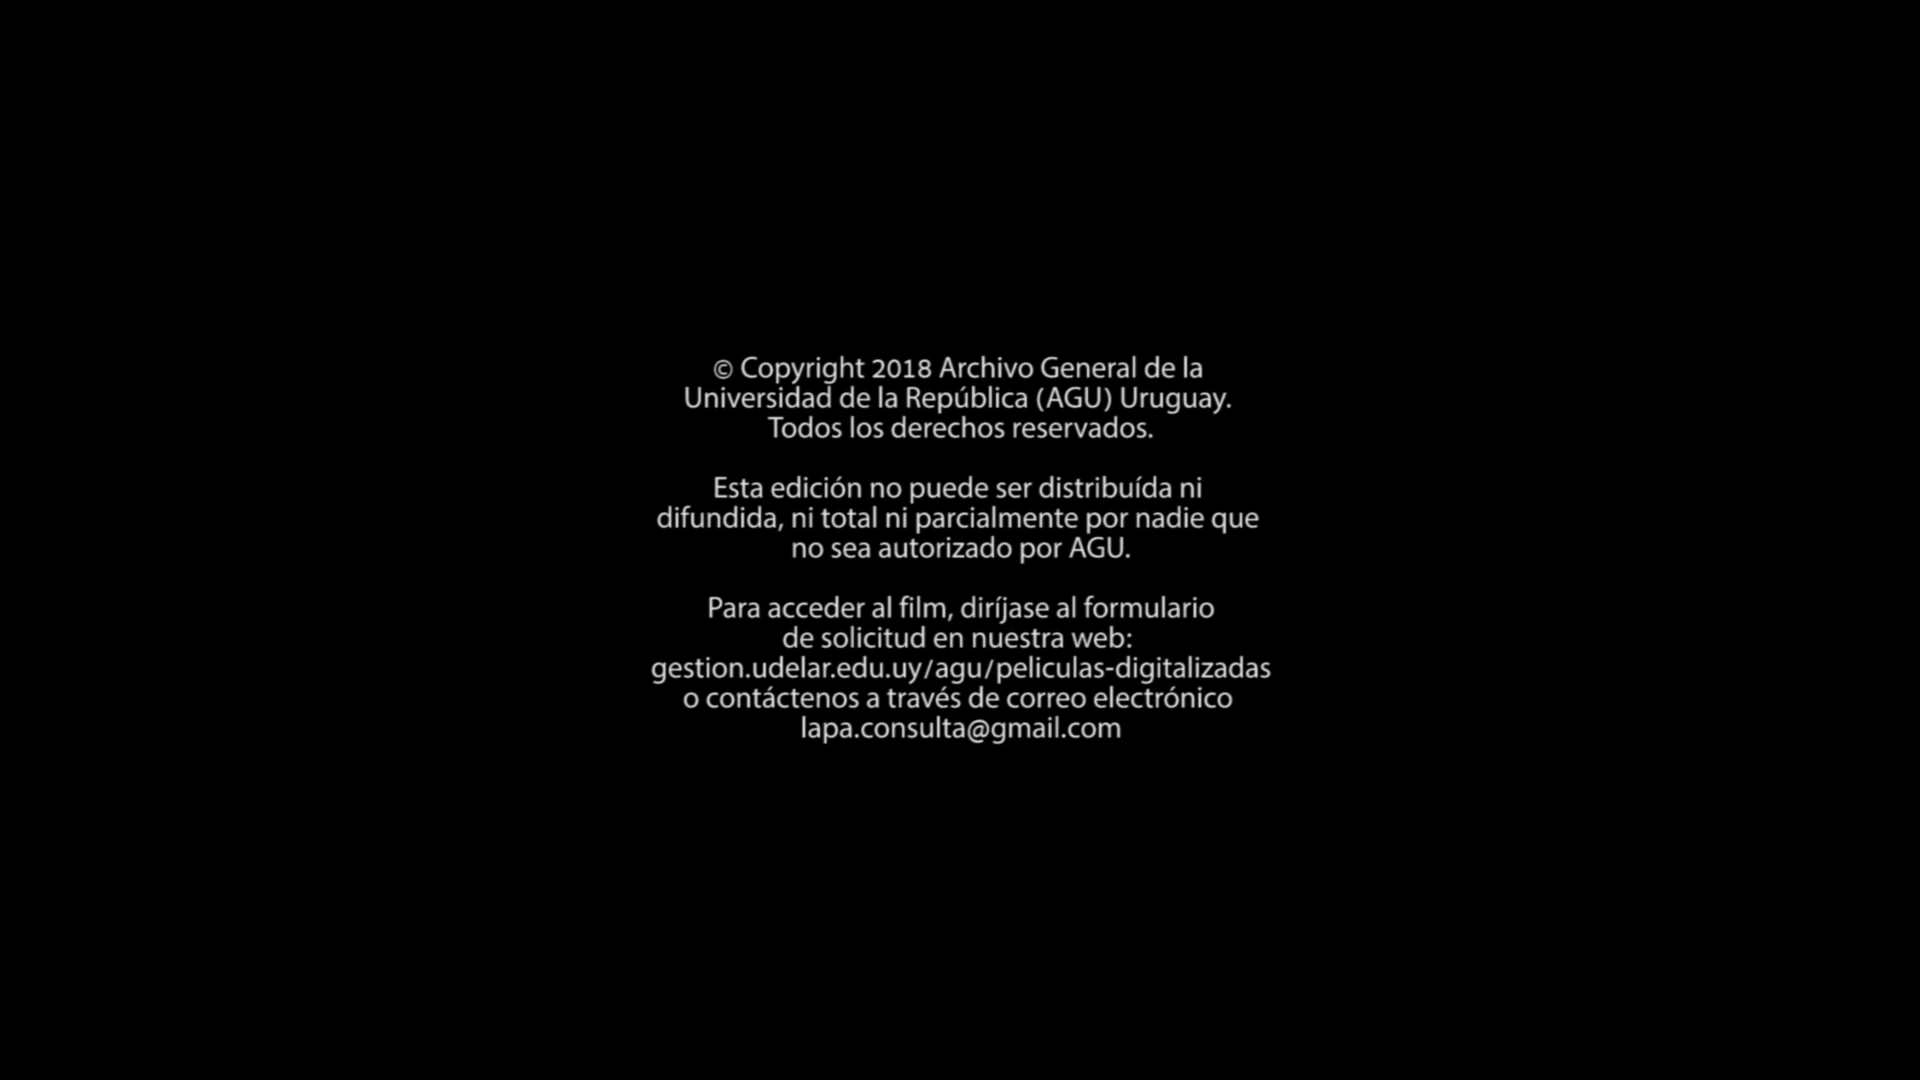 © Copyright 2018 Archivo General de la
Universidad de la República (AGU) Uruguay.
Todos los derechos reservados.
Esta edición no puede ser distribuída ni
difundida, ni total ni parcialmente por nadie que
no sea autorizado por AGU.
Para acceder al film, diríjase al formulario
de solicitud en nuestra web:
gestion.udelar.edu.uy/agu/peliculas-digitalizadas
o contáctenos a través de correo electrónico
lapa.consulta@gmail.com